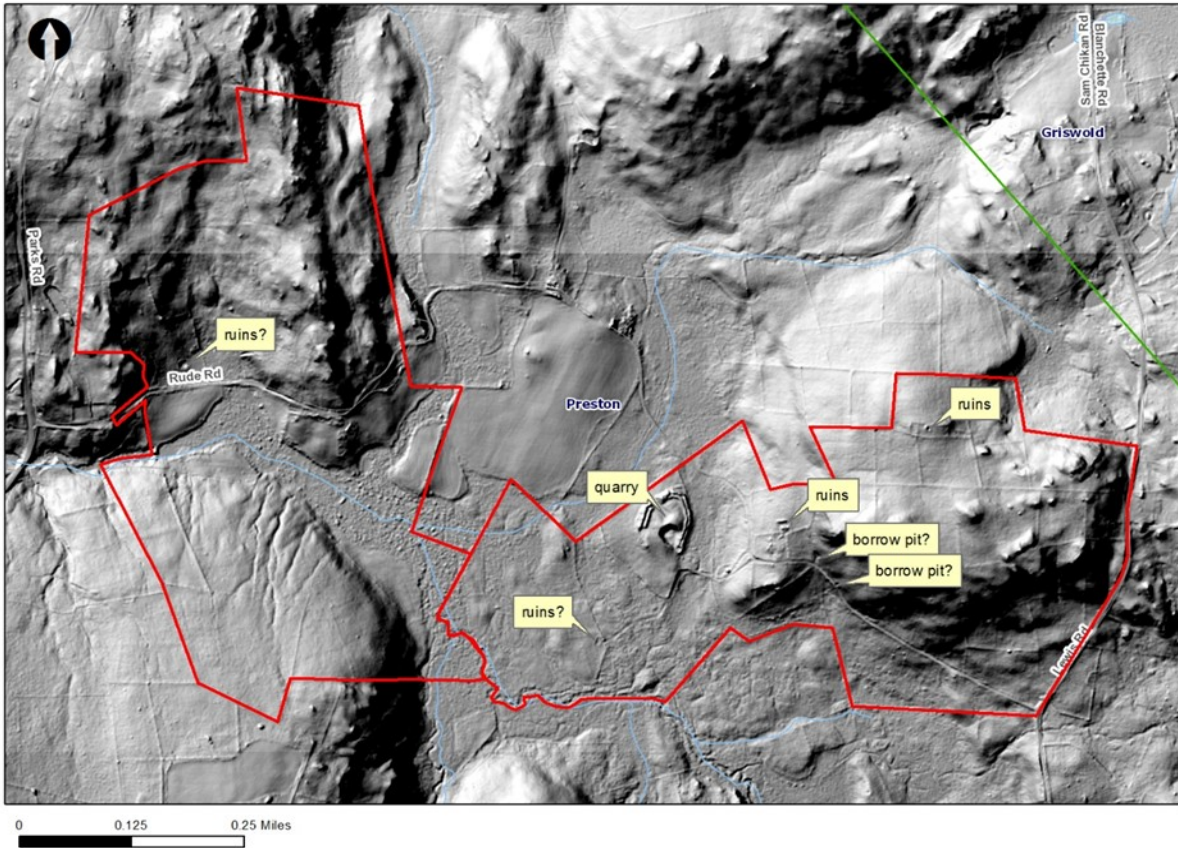 Sam Chikan Rd
Blanchette Rd
Griswold
Parks Rd
ruins?
Rude Rd
Preston
ruins
quarry
ruins
borrow pit?
borrow pit?
ruins?
Lewis Rd
0 0.125 0.25 Miles